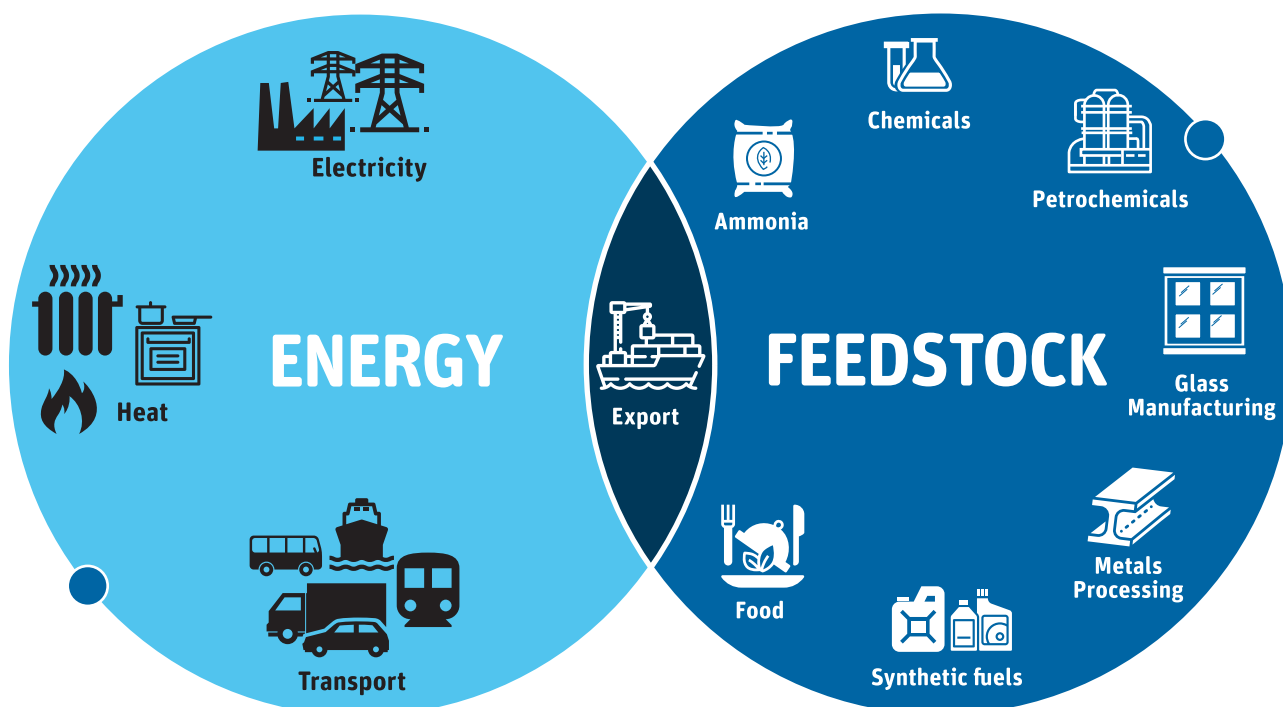 Electricity
Heat
ENERGY
Transport
Export
Chemicals
Petrochemicals
Ammonia
FEEDSTOCK
Glass
Manufacturing
Metals
Processing
Food
Synthetic fuels